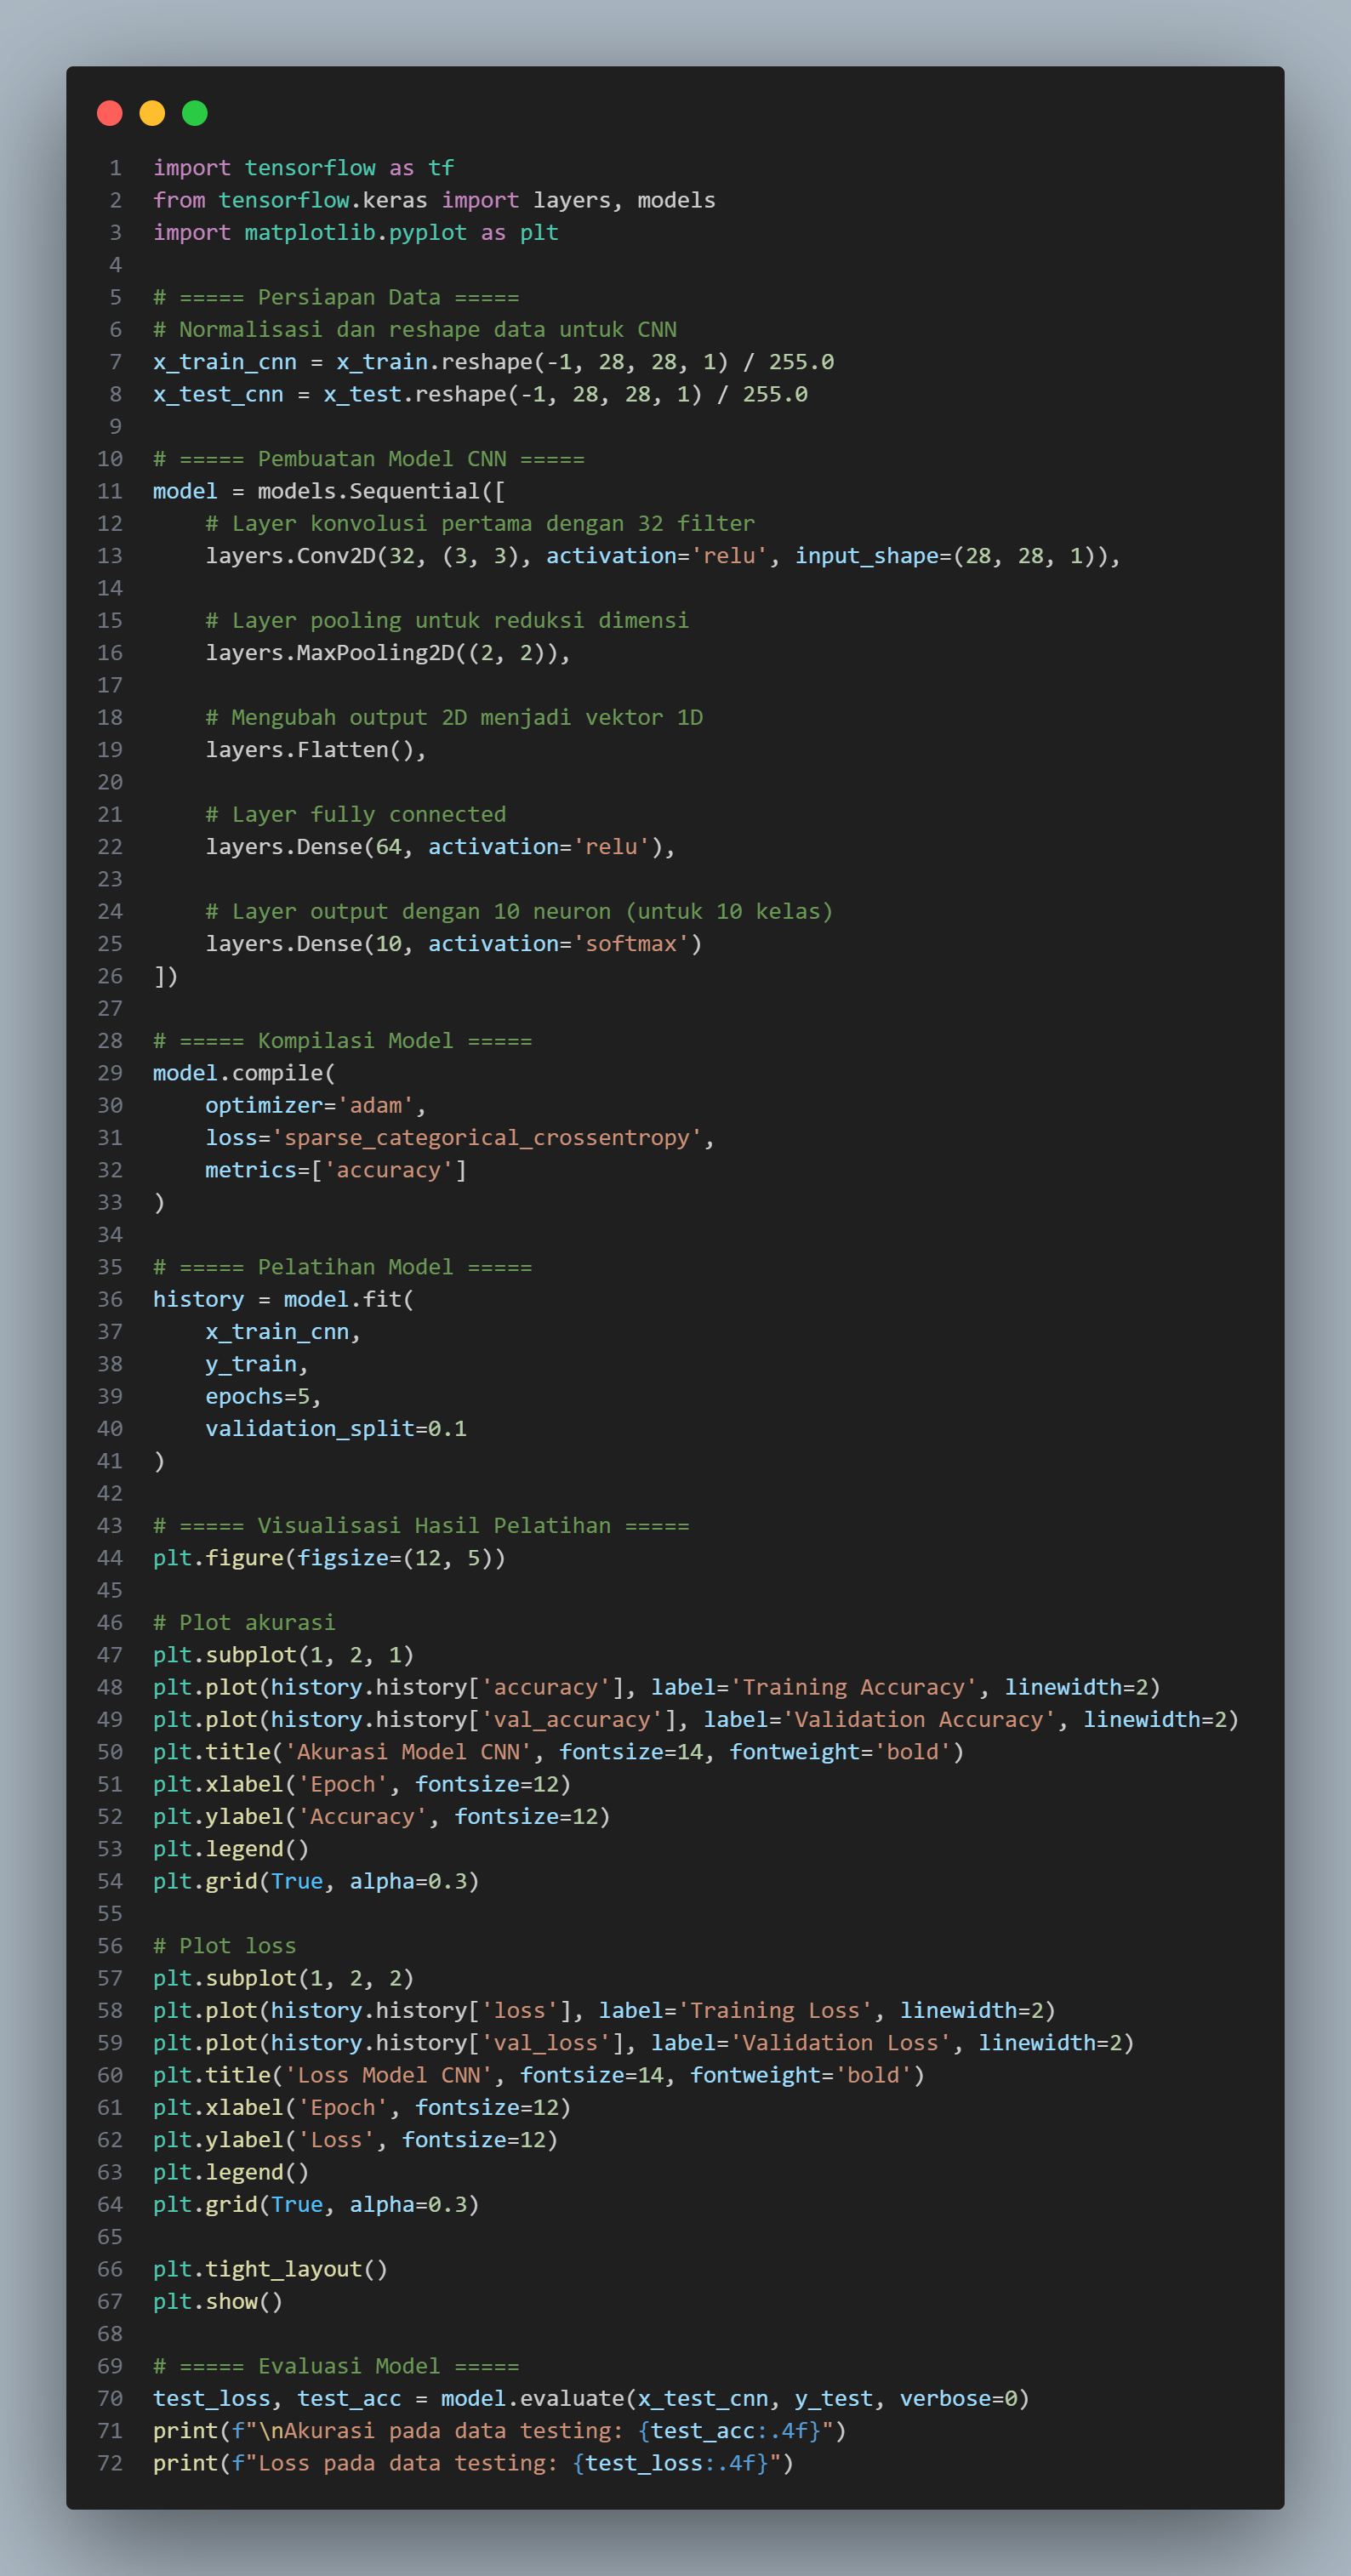 1 import tensorflow as tf
2 from tensorflow.keras import layers, models
3 import matplotlib.pyplot as plt
4
5 # ===== Persiapan Data =====
6 # Normalisasi dan reshape data untuk CNN
7 x_train_cnn = x_train.reshape(-1, 28, 28, 1) / 255.0
8 x_test_cnn = x_test.reshape(-1, 28, 28, 1) / 255.0
9
10 # ===== Pembuatan Model CNN =====
11 model = models.Sequential([
12     # Layer konvolusi pertama dengan 32 filter
13     layers.Conv2D(32, (3, 3), activation='relu', input_shape=(28, 28, 1)),
14
15     # Layer pooling untuk reduksi dimensi
16     layers.MaxPooling2D((2, 2)),
17
18     # Mengubah output 2D menjadi vektor 1D
19     layers.Flatten(),
20
21     # Layer fully connected
22     layers.Dense(64, activation='relu'),
23
24     # Layer output dengan 10 neuron (untuk 10 kelas)
25     layers.Dense(10, activation='softmax')
26 ])
27
28 # ===== Kompilasi Model =====
29 model.compile(
30     optimizer='adam',
31     loss='sparse_categorical_crossentropy',
32     metrics=['accuracy']
33 )
34
35 # ===== Pelatihan Model =====
36 history = model.fit(
37     x_train_cnn,
38     y_train,
39     epochs=5,
40     validation_split=0.1
41 )
42
43 # ===== Visualisasi Hasil Pelatihan =====
44 plt.figure(figsize=(12, 5))
45
46 # Plot akurasi
47 plt.subplot(1, 2, 1)
48 plt.plot(history.history['accuracy'], label='Training Accuracy', linewidth=2)
49 plt.plot(history.history['val_accuracy'], label='Validation Accuracy', linewidth=2)
50 plt.title('Akurasi Model CNN', fontsize=14, fontweight='bold')
51 plt.xlabel('Epoch', fontsize=12)
52 plt.ylabel('Accuracy', fontsize=12)
53 plt.legend()
54 plt.grid(True, alpha=0.3)
55
56 # Plot loss
57 plt.subplot(1, 2, 2)
58 plt.plot(history.history['loss'], label='Training Loss', linewidth=2)
59 plt.plot(history.history['val_loss'], label='Validation Loss', linewidth=2)
60 plt.title('Loss Model CNN', fontsize=14, fontweight='bold')
61 plt.xlabel('Epoch', fontsize=12)
62 plt.ylabel('Loss', fontsize=12)
63 plt.legend()
64 plt.grid(True, alpha=0.3)
65
66 plt.tight_layout()
67 plt.show()
68
69 # ===== Evaluasi Model =====
70 test_loss, test_acc = model.evaluate(x_test_cnn, y_test, verbose=0)
71 print(f"\nAkurasi pada data testing: {test_acc:.4f}")
72 print(f"Loss pada data testing: {test_loss:.4f}")